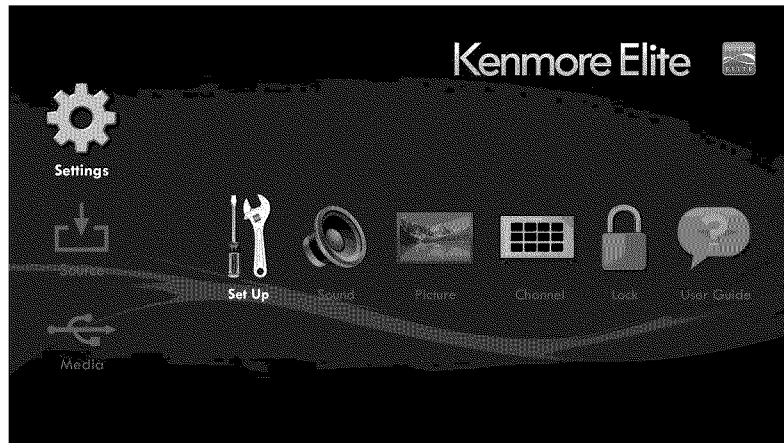 Kenmore Elite
Settings
Source
Media
Set Up
Sound
Picture
Channel
Lock
User Guide